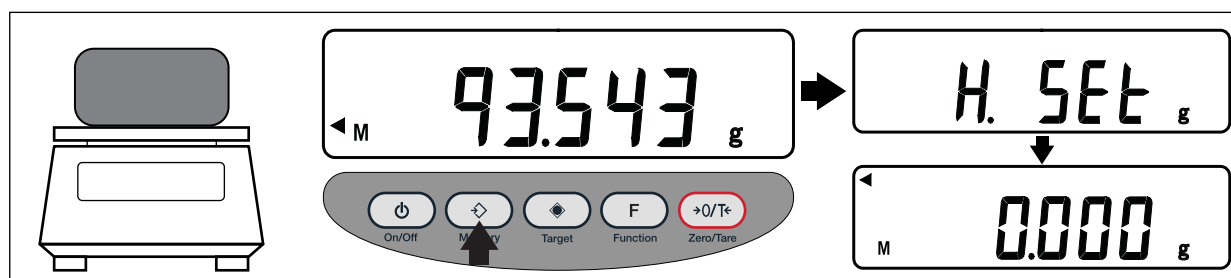 93.543
M
g
H. SEt
g
F
→0/T←
On/Off
Target
Function
Zero/Tare
0.000
M
g